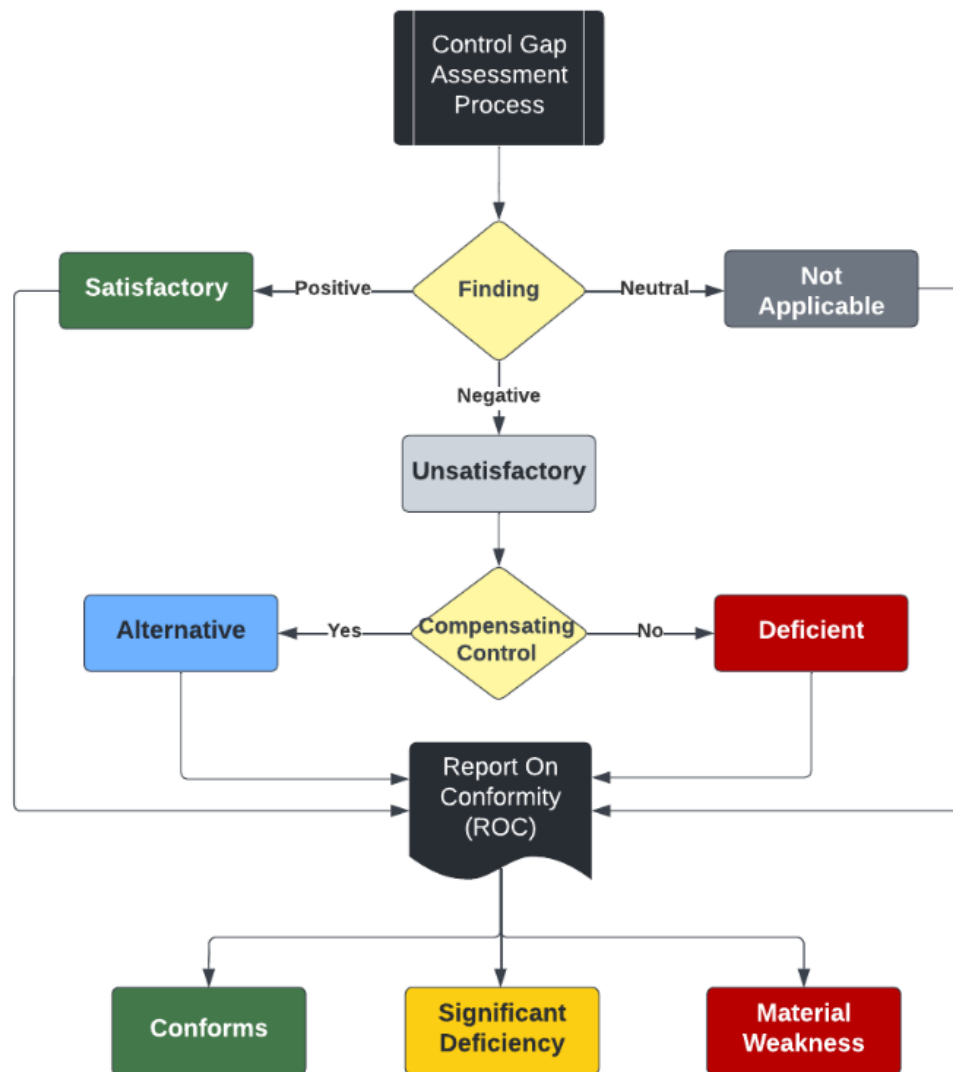 Control Gap
Assessment
Process
Satisfactory
Positive
Finding
Neutral
Not
Applicable
Negative
Unsatisfactory
Alternative
Yes
Compensating
Control
No
Deficient
Report On
Conformity
(ROC)
Conforms
Significant
Deficiency
Material
Weakness